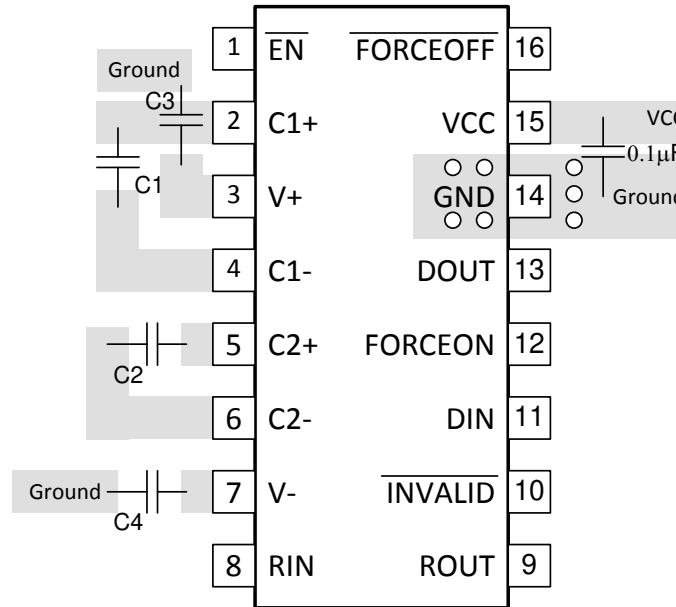 1 EN FORCEOFF 16
Ground
C3
2 C1+ VCC 15 VCC
C1
0.1µF
3 V+ GND 14 Ground
4 C1- DOUT 13
5 C2+ FORCEON 12
C2
6 C2- DIN 11
7 V- INVALID 10
Ground
C4
8 RIN ROUT 9